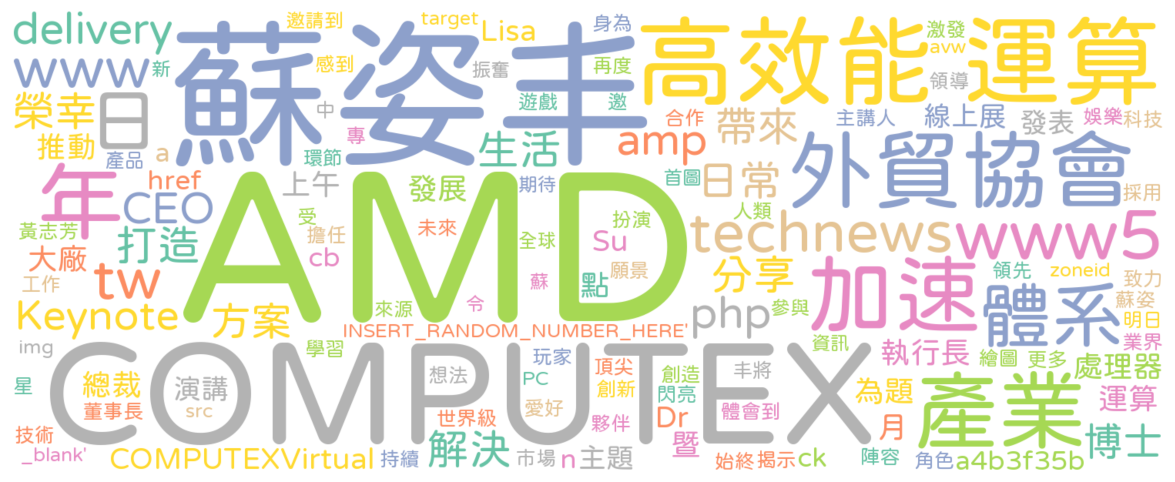 delivery
邀請到
target
Lisa
身為
激發
avw
高效能運算
蘇姿丰
www
新
感到
振奮
再度
領導
榮幸
日
中
遊戲
邀
合作
帶來
主講人
線上展
發表
娛樂
科技
推動
產品
a
專
環節
生活
amp
外貿協會
年
href
CEO
上午
發展
期待
首圖
日常
採用
黃志芳
打造
受
擔任
未來
扮演
人類
technews
www5
大廠
工作
tw
cb
AMD
全球
Su
願景
點
分享
加速
領先
zoneid
致力
體系
蘇姿
明日
Keynote
方案
來源
令
蘇
php
參與
業界
INSERT_RANDOM_NUMBER_HERE'
img
學習
玩家
資訊
執行長
繪圖
更多
處理器
COMPUTEX
星
總裁
演講
想法
PC
頂尖
創造
丰將
為題
產業
運算
董事長
src
愛好
創新
閃亮
技術
世界級
夥伴
Dr
體會到
月
博士
_blank'
COMPUTEXVirtual
持續
解決
市場
n
主題
暨
始終
揭示
ck
陣容
角色
a4b3f35b